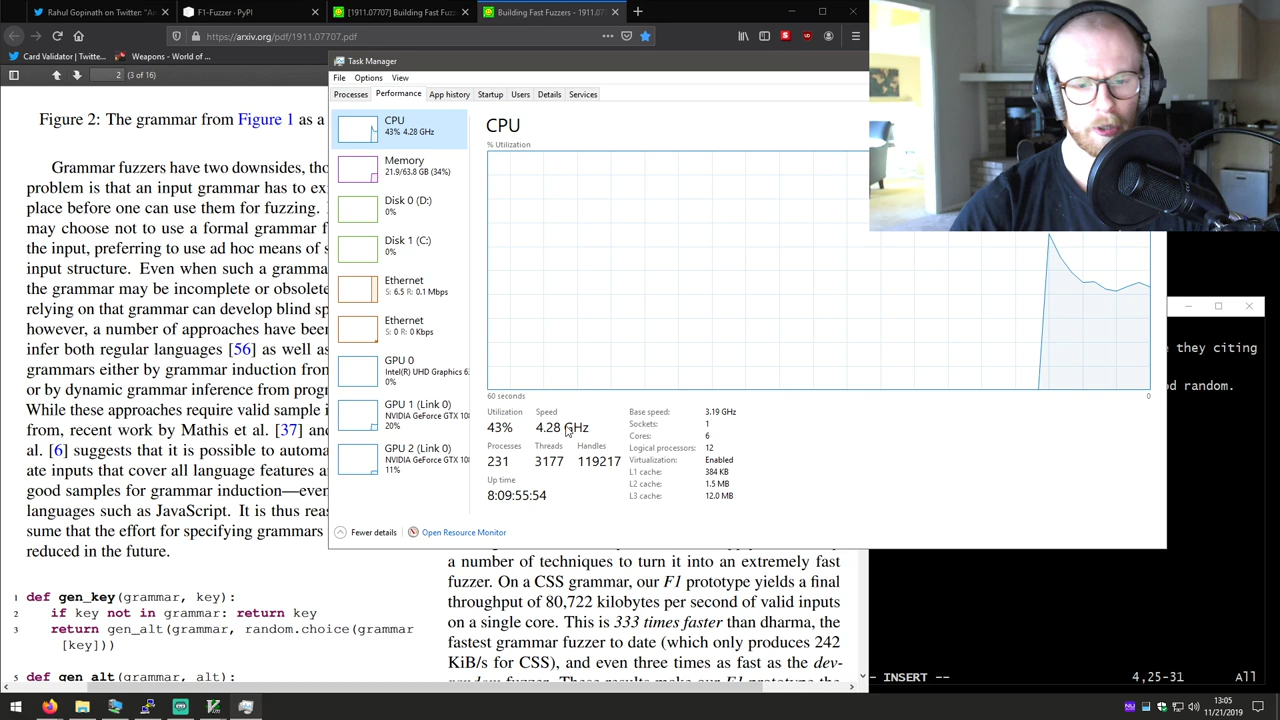 Rahul Gopinath on Twitter: "An
F1-Fuzzer · PyPI
[1911.07707] Building Fast Fuzz
Building Fast Fuzzers - 1911.077
https://arxiv.org/pdf/1911.07707.pdf
Card Validator | Twitter
Weapons - World of ...
2
(3 of 16)
Task Manager
File
Options
View
Processes
Performance
App history
Startup
Users
Details
Services
Figure 2: The grammar from Figure 1 as a
Grammar fuzzers have two downsides, tho
problem is that an input grammar has to ex
place before one can use them for fuzzing.
may choose not to use a formal grammar f
the input, preferring to use ad hoc means of s
input structure. Even when such a gramma
the grammar may be incomplete or obsolete
relying on that grammar can develop blind sp
however, a number of approaches have been
infer both regular languages [56] as well as
grammars either by grammar induction from
or by dynamic grammar inference from prog
While these approaches require valid sample i
from, recent work by Mathis et al. [37] and
al. [6] suggests that it is possible to automa
ate inputs that cover all language features a
good samples for grammar induction—even
languages such as JavaScript. It is thus reas
sume that the effort for specifying grammars
reduced in the future.
1 def gen_key(grammar, key):
2 if key not in grammar: return key
3 return gen_alt(grammar, random.choice(grammar
[key]))
5 def gen_alt(grammar, alt):
CPU
43% 4.28 GHz
Memory
21.9/63.8 GB (34%)
Disk 0 (D:)
0%
Disk 1 (C:)
0%
Ethernet
S: 6.5 R: 0.1 Mbps
Ethernet
S: 0 R: 0 Kbps
GPU 0
Intel(R) UHD Graphics 6
0%
GPU 1 (Link 0)
NVIDIA GeForce GTX 108
20%
GPU 2 (Link 0)
NVIDIA GeForce GTX 108
11%
CPU
% Utilization
60 seconds
0
Utilization
Speed
43%
4.28 GHz
Processes
Threads
Handles
231
3177
119217
Up time
8:09:55:54
Base speed: 3.19 GHz
Sockets: 1
Cores: 6
Logical processors: 12
Virtualization: Enabled
L1 cache: 384 KB
L2 cache: 1.5 MB
L3 cache: 12.0 MB
Fewer details
Open Resource Monitor
a number of techniques to turn it into an extremely fast
fuzzer. On a CSS grammar, our F1 prototype yields a final
throughput of 80,722 kilobytes per second of valid inputs
on a single core. This is 333 times faster than dharma, the
fastest grammar fuzzer to date (which only produces 242
KiB/s for CSS), and even three times as fast as the dev-
they citing
d random.
- INSERT --
4,25-31
All
13:05
11/21/2019